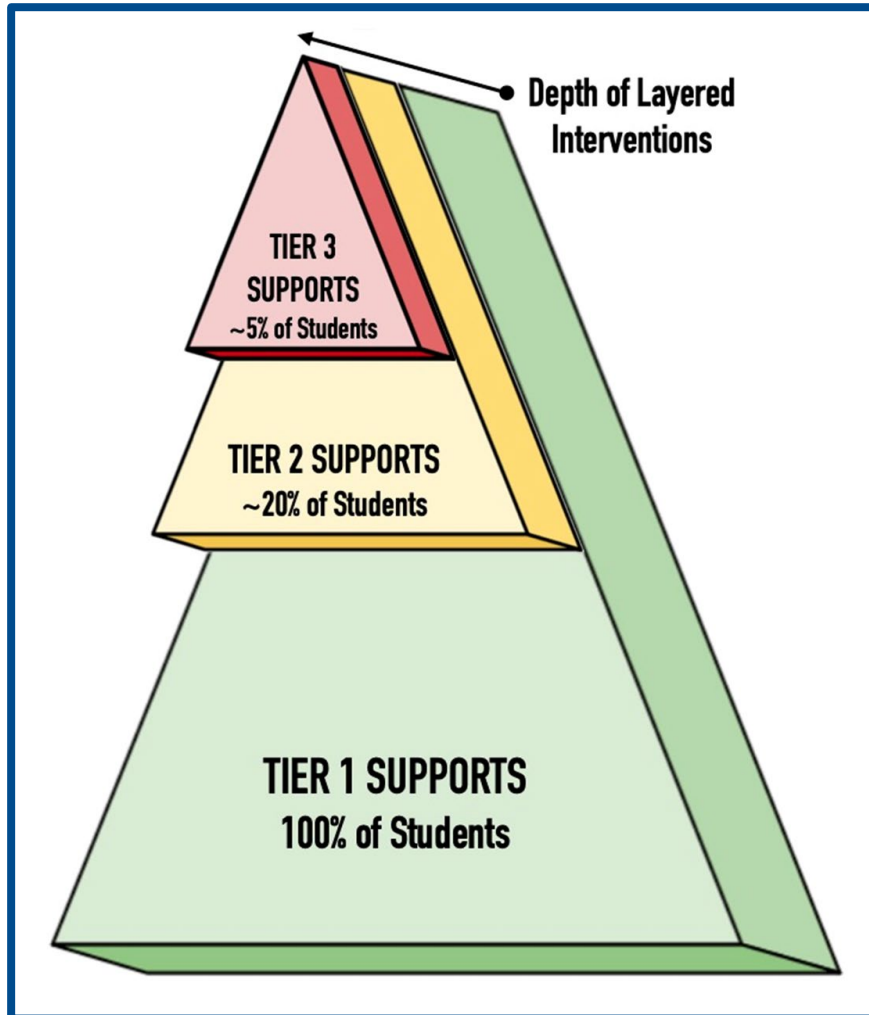 Depth of Layered
Interventions
TIER 3
SUPPORTS
~5% of Students
TIER 2 SUPPORTS
~20% of Students
TIER 1 SUPPORTS
100% of Students